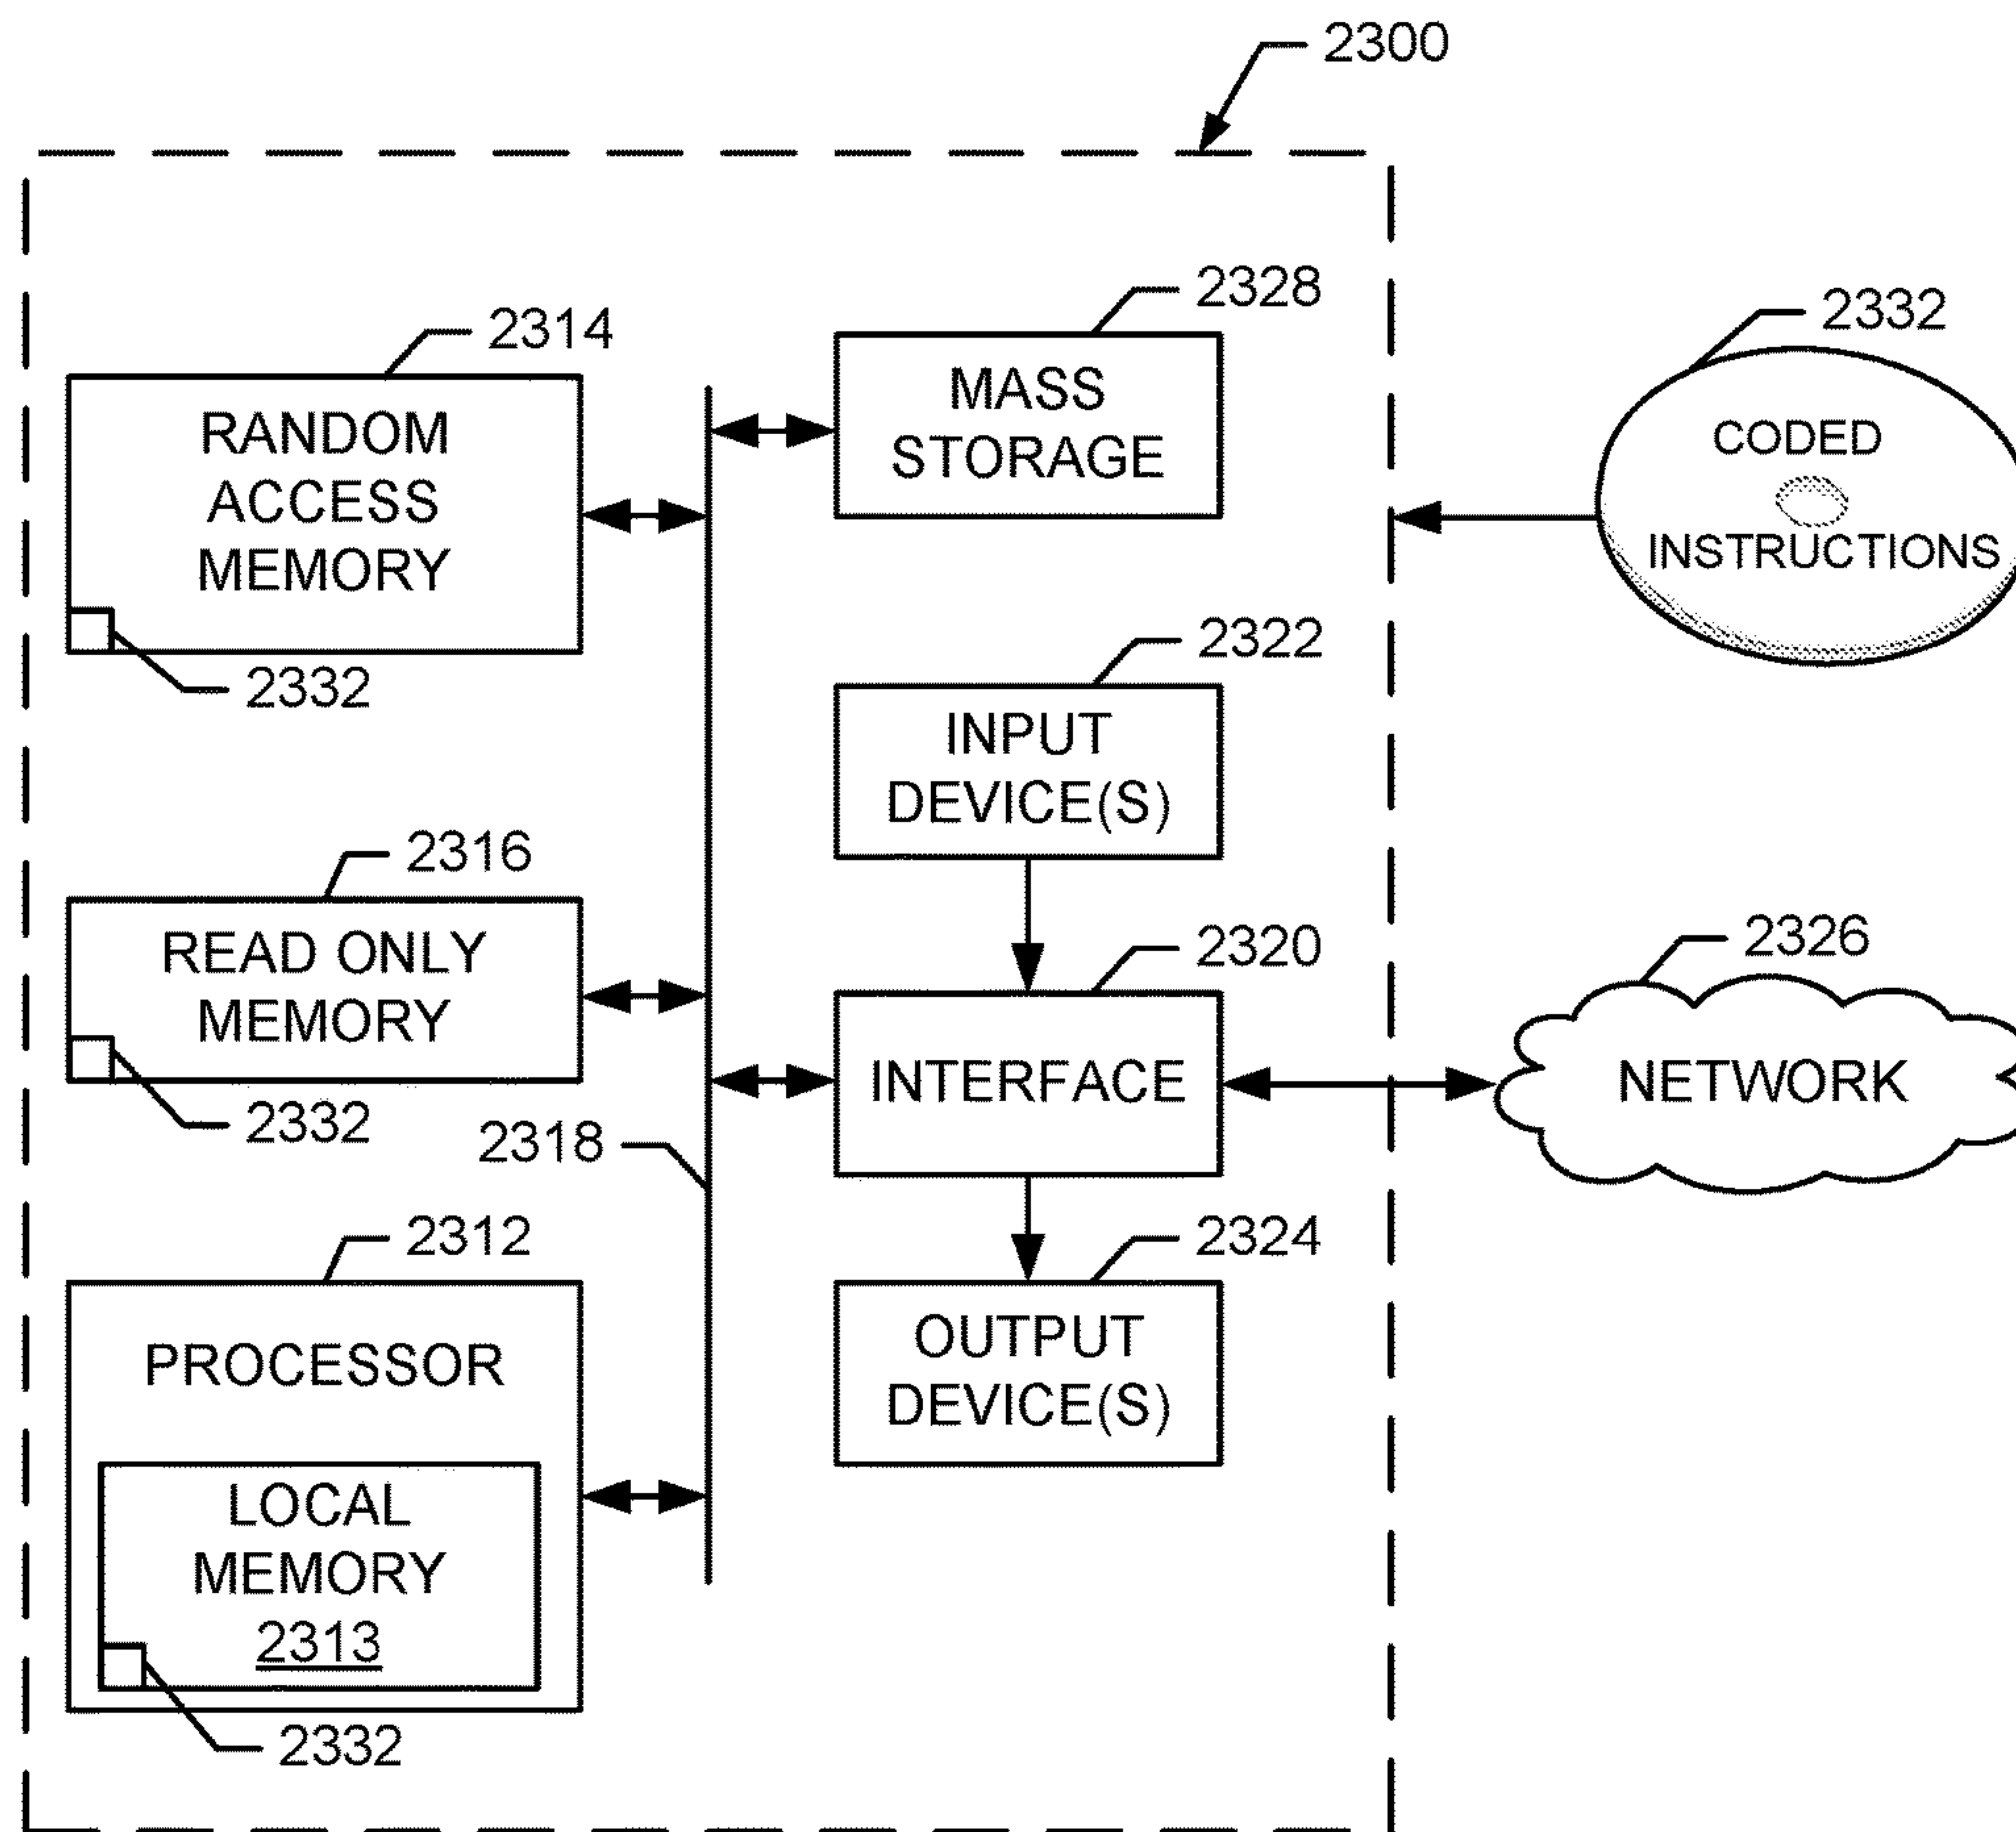 2300
2328
MASS
STORAGE
2314
RANDOM
ACCESS
MEMORY
2332
2332
CODED
INSTRUCTIONS
2322
INPUT
DEVICE(S)
2316
READ ONLY
MEMORY
2332
2320
INTERFACE
2326
NETWORK
2318
2312
PROCESSOR
LOCAL
MEMORY
2313
2332
2324
OUTPUT
DEVICE(S)